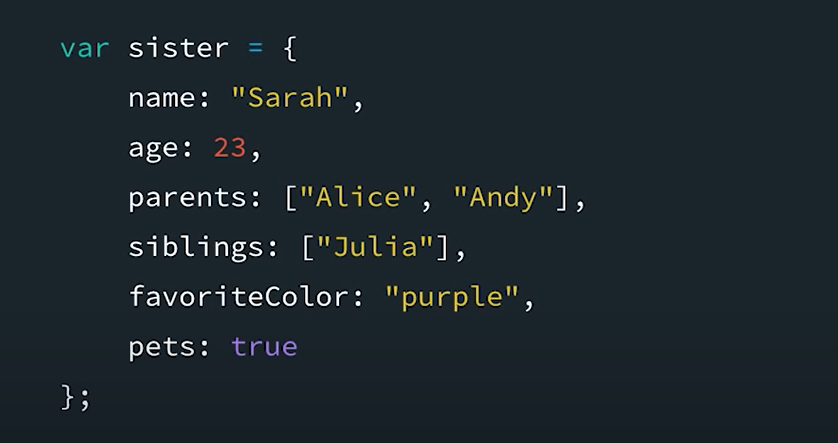 var sister = {
    name: "Sarah",
    age: 23,
    parents: ["Alice", "Andy"],
    siblings: ["Julia"],
    favoriteColor: "purple",
    pets: true
};